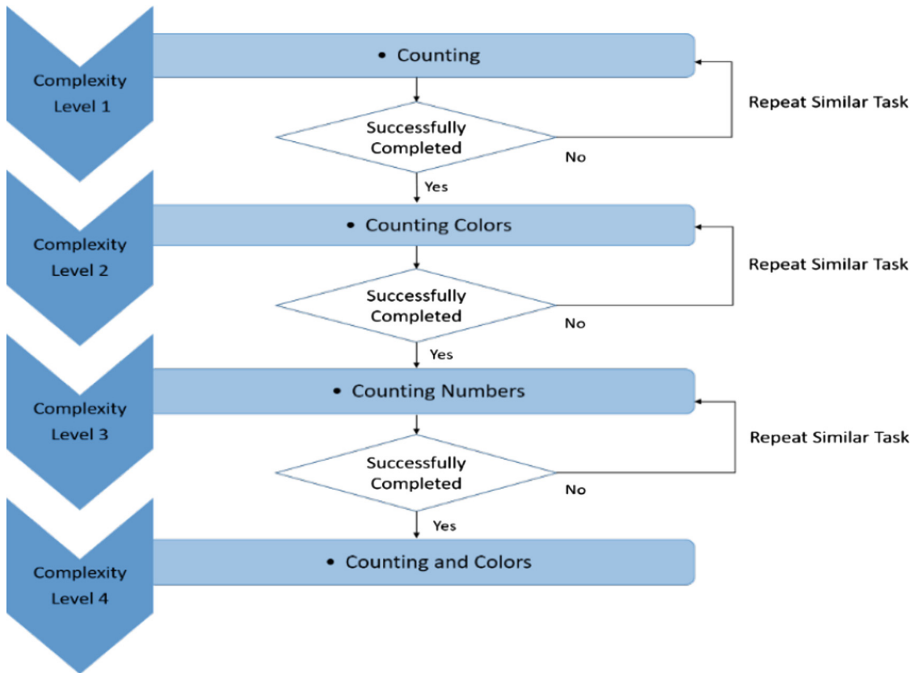 Complexity
Level 1
• Counting
Repeat Similar Task
Successfully
Completed
No
Yes
Complexity
Level 2
• Counting Colors
Repeat Similar Task
Successfully
Completed
No
Yes
Complexity
Level 3
• Counting Numbers
Repeat Similar Task
Successfully
Completed
No
Yes
Complexity
Level 4
• Counting and Colors